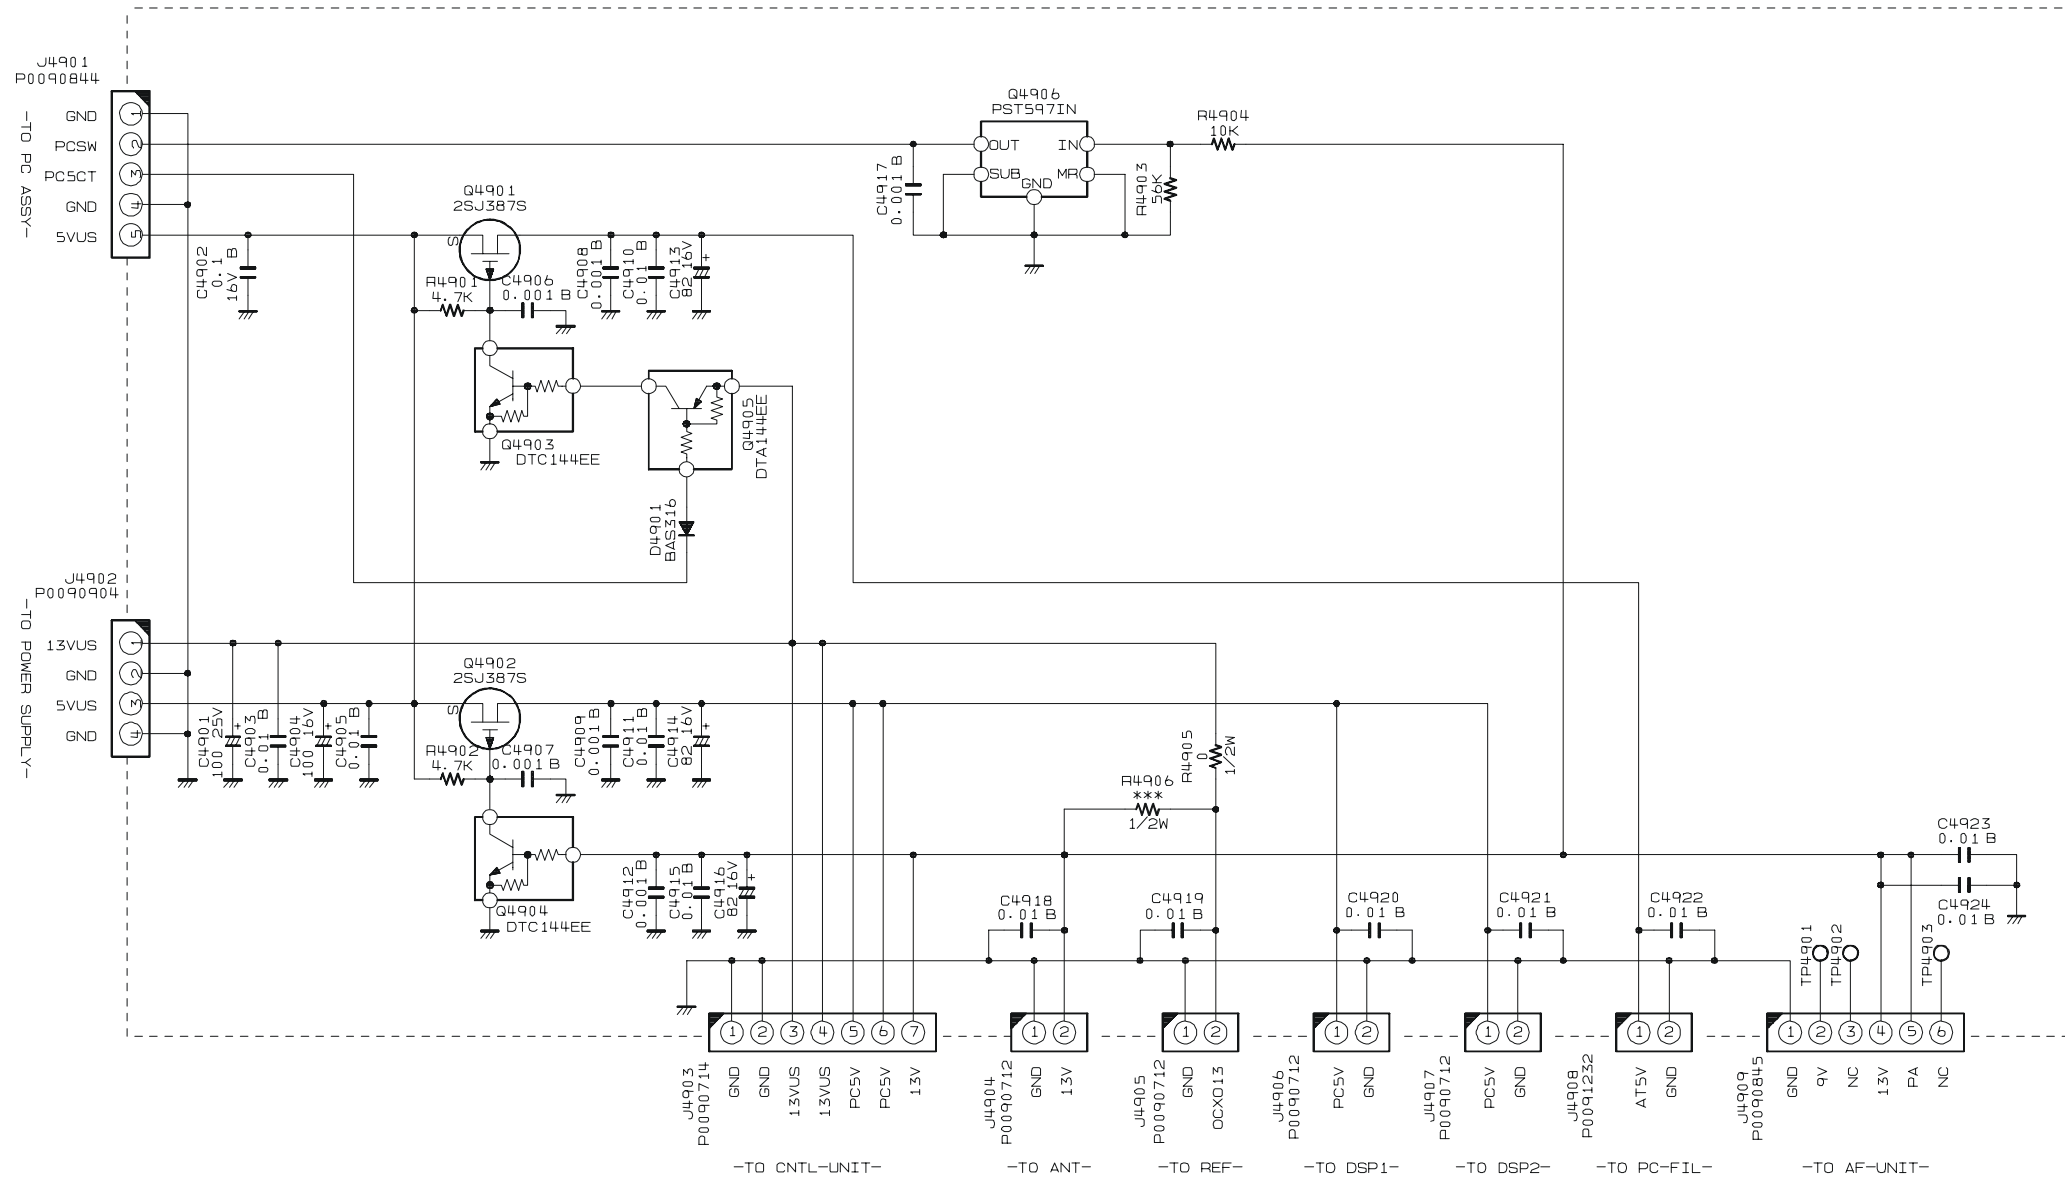 J4901
P0090844
-TO PC ASSY-
GND
PCSW
PC5CT
GND
5VUS
1
2
3
4
5
C4902
0.1
16V B
Q4901
2SJ387S
S
R4901
4.7K
C4906
0.001 B
C4908
0.001 B
C4910
0.01 B
C4913
82 16V
+
Q4903
DTC144EE
Q4905
DTA144EE
D4901
BAS316
C4917
0.001 B
Q4906
PST597IN
OUT
IN
SUB
MR
GND
R4903
56K
R4904
10K
J4902
P0090904
-TO POWER SUPPLY-
13VUS
GND
5VUS
GND
1
2
3
4
C4901
100 25V
+
C4903
0.01 B
C4904
100 16V
+
C4905
0.01 B
Q4902
2SJ387S
S
R4902
4.7K
C4907
0.001 B
C4909
0.001 B
C4911
0.01 B
C4914
82 16V
+
Q4904
DTC144EE
C4912
0.001 B
C4915
0.01 B
C4916
82 16V
+
R4905
0
1/2W
R4906
***
1/2W
C4918
0.01 B
C4919
0.01 B
C4920
0.01 B
C4921
0.01 B
C4922
0.01 B
C4923
0.01 B
C4924
0.01 B
TP4901
TP4902
TP4903
1 2 3 4 5 6 7
1 2
1 2
1 2
1 2
1 2
1 2 3 4 5 6
J4903
P0090714
GND
GND
13VUS
13VUS
PC5V
PC5V
13V
J4904
P0090712
GND
13V
J4905
P0090712
GND
OCXO13
J4906
P0090712
PC5V
GND
J4907
P0090712
PC5V
GND
J4908
P0091232
AT5V
GND
J4909
P0090845
GND
9V
NC
13V
PA
NC
-TO CNTL-UNIT-
-TO ANT-
-TO REF-
-TO DSP1-
-TO DSP2-
-TO PC-FIL-
-TO AF-UNIT-